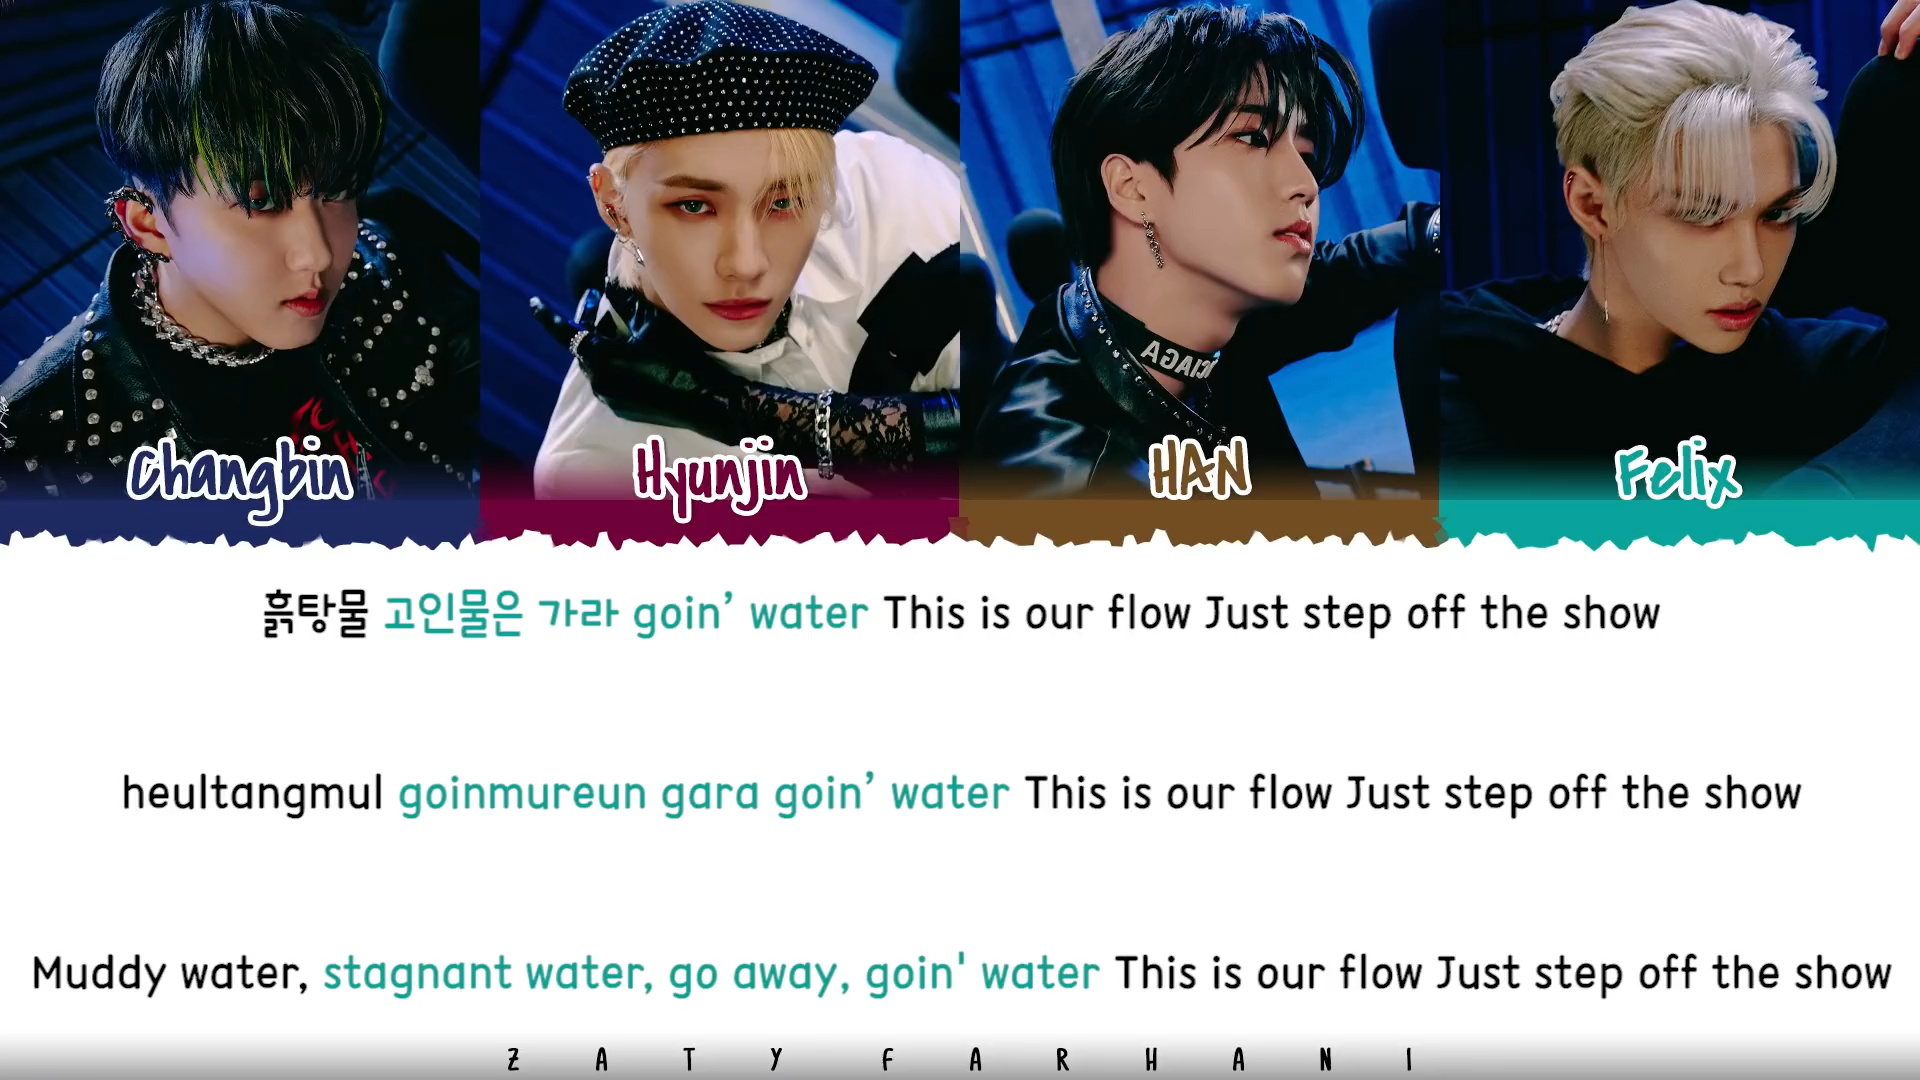 Changbin Hyunjin HAN Felix
흙탕물 고인물은 가라 goin’ water This is our flow Just step off the show
heultangmul goinmureun gara goin’ water This is our flow Just step off the show
Muddy water, stagnant water, go away, goin' water This is our flow Just step off the show
ZATY FARHANI